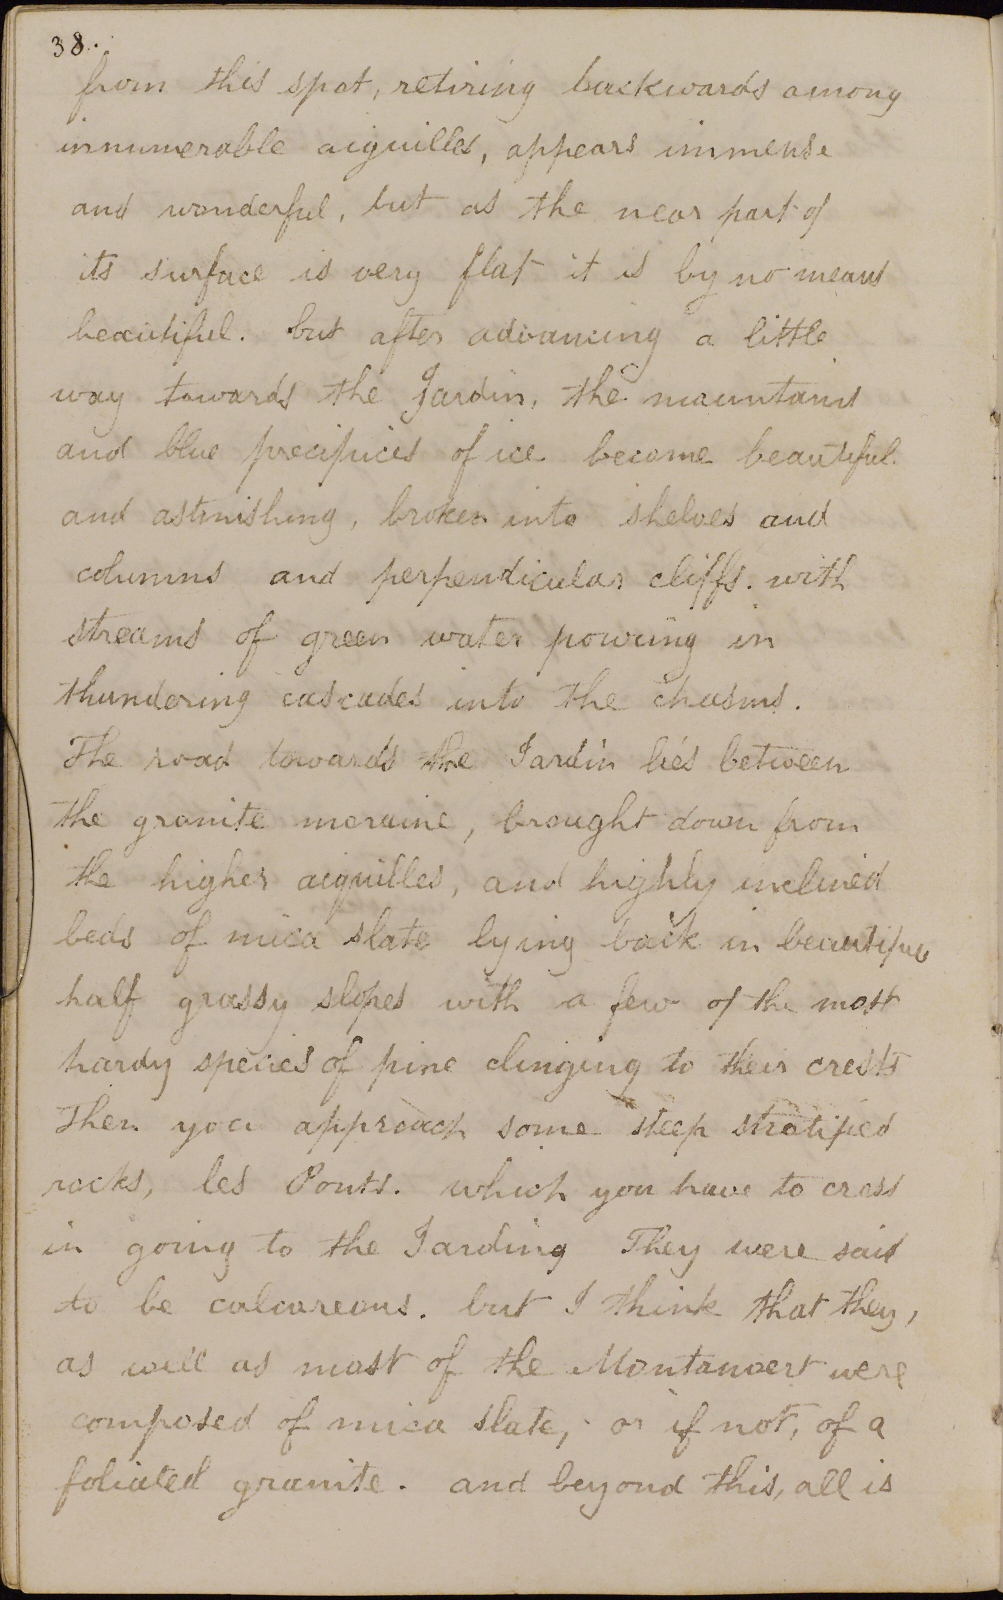 38.
from this spot, retiring backwards among
innumerable aiguilles, appears immense
and wonderful, but as the near part of
its surface is very flat it is by no means
beautiful. but after advancing a little
way towards the Jardin, the mountains
and blue precipices of ice become beautiful.
and astonishing, broken into shelves and
columns and perpendicular cliffs. with
streams of green water pouring in
thundering cascades into the chasms.
The road towards the Jardin lies between
the granite moraine, brought down from
the higher aiguilles, and highly inclined
beds of mica slate lying back in beautiful
half grassy slopes with a few of the most
hardy species of pine clinging to their crests
Then you approach some steep stratified
rocks, les Ponts. which you have to cross
in going to the Jarding They were said
to be calcareous. but I think that they,
as well as most of the Montanvert were
composed of mica slate, or if not, of a
foliated granite. and beyond this, all is